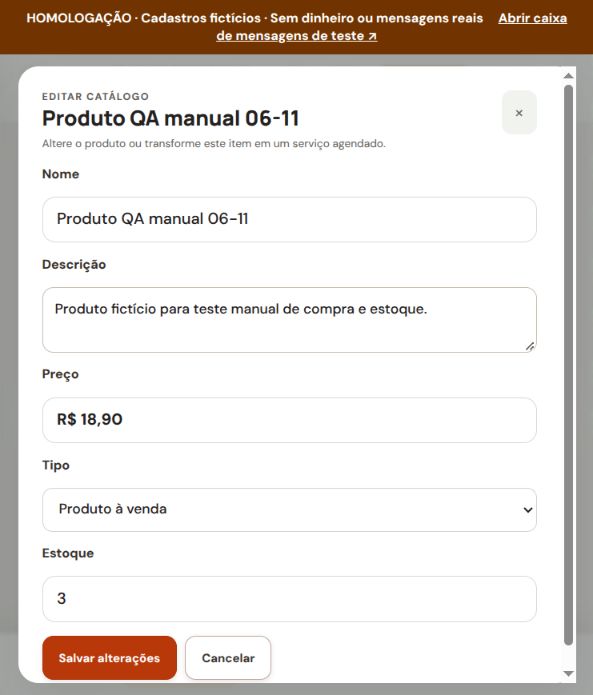 HOMOLOGAÇÃO · Cadastros fictícios · Sem dinheiro ou mensagens reais Abrir caixa
de mensagens de teste ↗
EDITAR CATÁLOGO
Produto QA manual 06-11
×
Altere o produto ou transforme este item em um serviço agendado.
Nome
Produto QA manual 06-11
Descrição
Produto fictício para teste manual de compra e estoque.
Preço
R$ 18,90
Tipo
Produto à venda
Estoque
3
Salvar alterações Cancelar